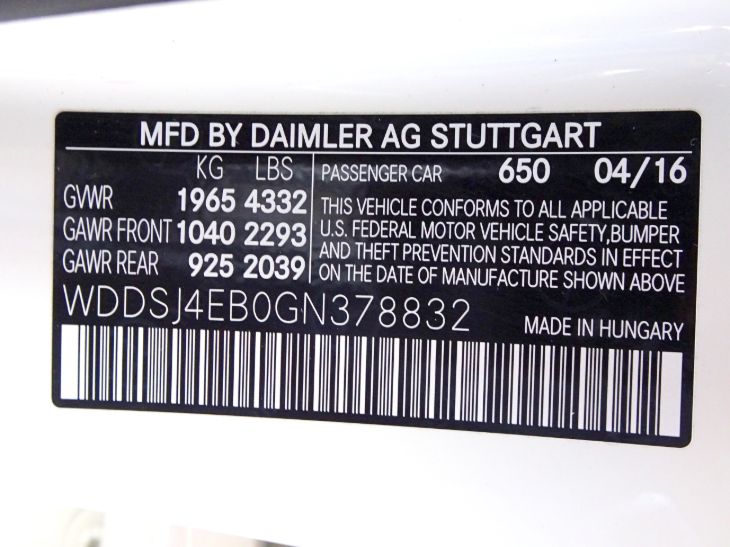 MFD BY DAIMLER AG STUTTGART
KG LBS
GVWR 1965 4332
GAWR FRONT 1040 2293
GAWR REAR 925 2039
PASSENGER CAR 650 04/16
THIS VEHICLE CONFORMS TO ALL APPLICABLE
U.S. FEDERAL MOTOR VEHICLE SAFETY,BUMPER
AND THEFT PREVENTION STANDARDS IN EFFECT
ON THE DATE OF MANUFACTURE SHOWN ABOVE
WDDSJ4EB0GN378832
MADE IN HUNGARY